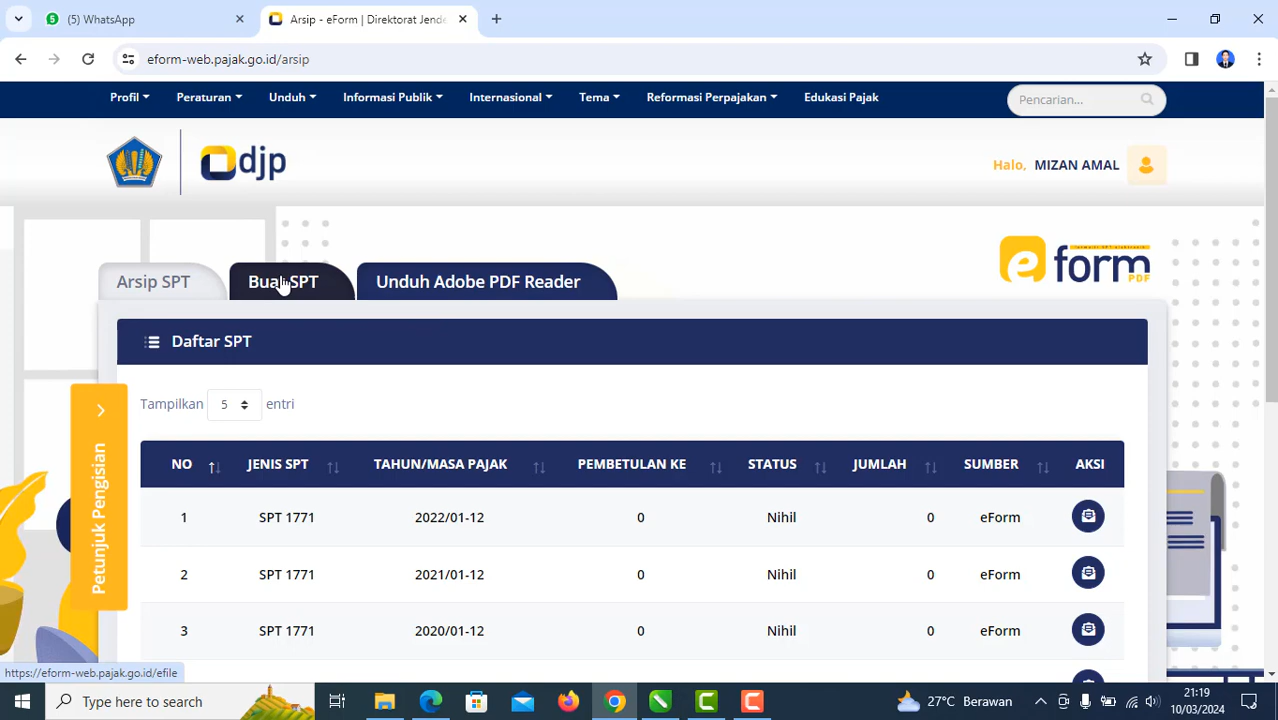 (5) WhatsApp
Arsip - eForm | Direktorat Jende
eform-web.pajak.go.id/arsip
Profil Peraturan Unduh Informasi Publik Internasional Tema Reformasi Perpajakan Edukasi Pajak
Pencarian...
djp
Halo, MIZAN AMAL
Arsip SPT
Buat SPT
Unduh Adobe PDF Reader
e form
PDF
Daftar SPT
Tampilkan 5 entri
Petunjuk Pengisian
NO JENIS SPT TAHUN/MASA PAJAK PEMBETULAN KE STATUS JUMLAH SUMBER AKSI
1 SPT 1771 2022/01-12 0 Nihil 0 eForm
2 SPT 1771 2021/01-12 0 Nihil 0 eForm
3 SPT 1771 2020/01-12 0 Nihil 0 eForm
https://eform-web.pajak.go.id/efile
Type here to search
27°C Berawan
21:19
10/03/2024